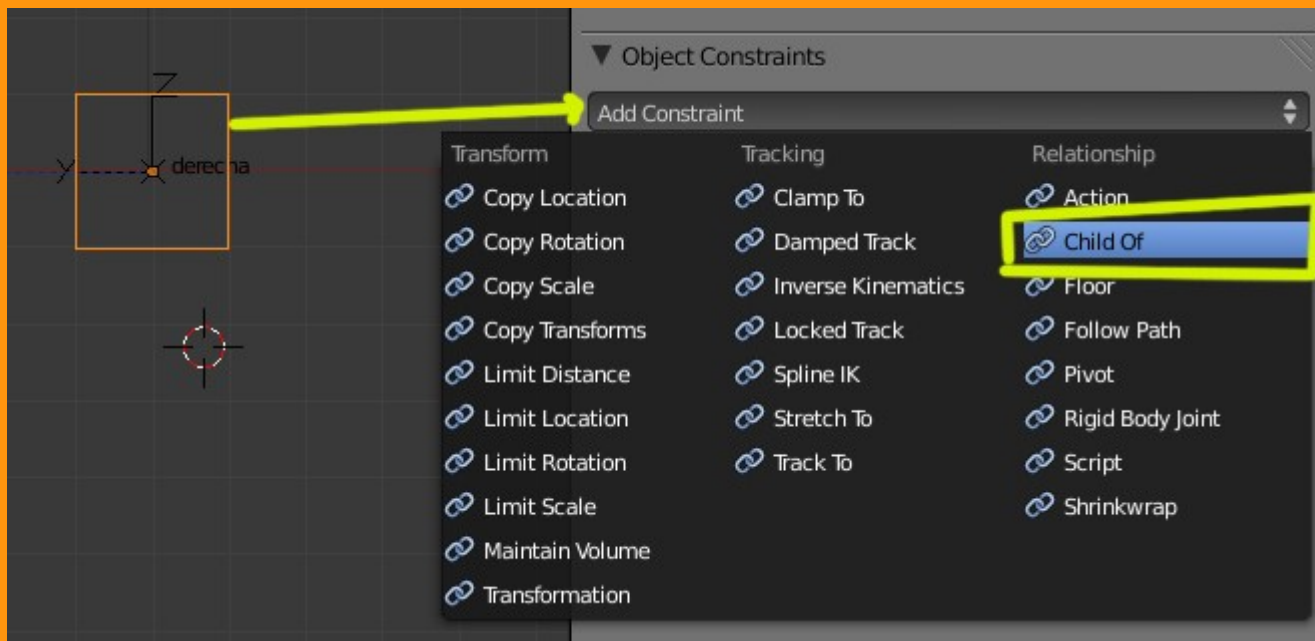 Object Constraints
Add Constraint
Z
y
derecha
Transform
Copy Location
Copy Rotation
Copy Scale
Copy Transforms
Limit Distance
Limit Location
Limit Rotation
Limit Scale
Maintain Volume
Transformation
Tracking
Clamp To
Damped Track
Inverse Kinematics
Locked Track
Spline IK
Stretch To
Track To
Relationship
Action
Child Of
Floor
Follow Path
Pivot
Rigid Body Joint
Script
Shrinkwrap